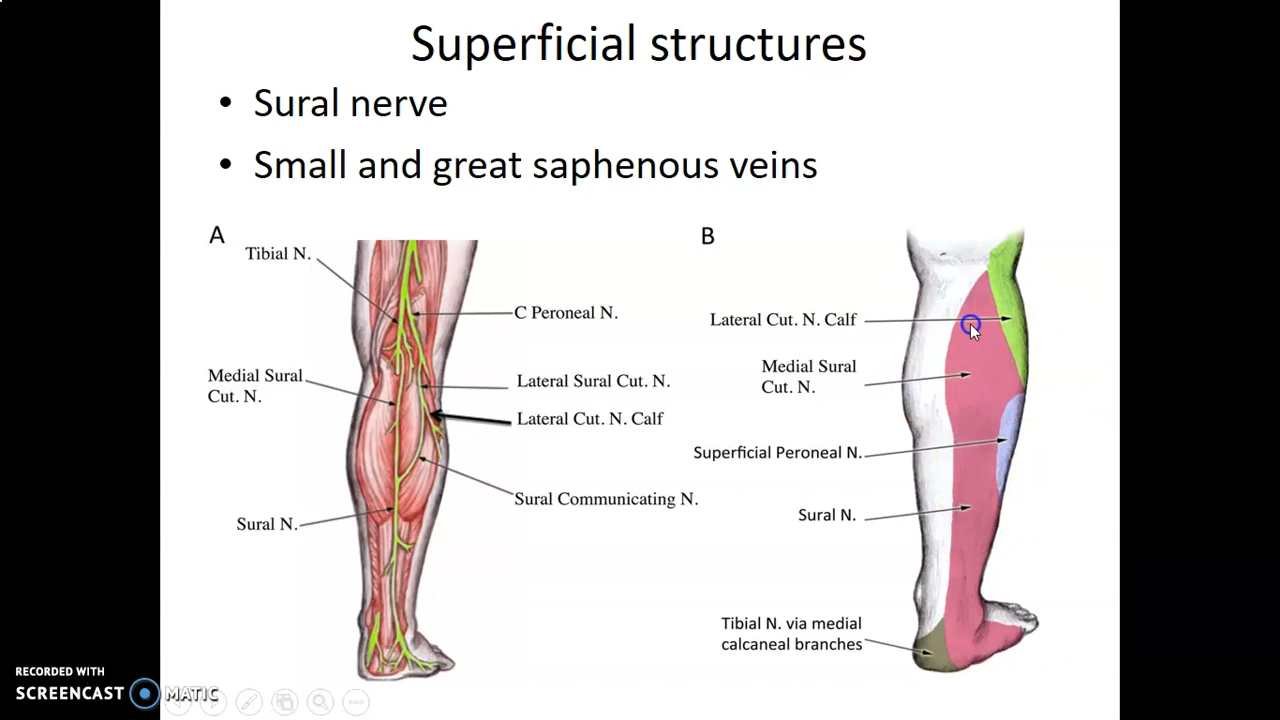 Superficial structures
• Sural nerve
• Small and great saphenous veins
A
Tibial N.
C Peroneal N.
Medial Sural
Cut. N.
Lateral Sural Cut. N.
Lateral Cut. N. Calf
Sural Communicating N.
Sural N.
B
Lateral Cut. N. Calf
Medial Sural
Cut. N.
Superficial Peroneal N.
Sural N.
Tibial N. via medial
calcaneal branches
RECORDED WITH
SCREENCAST MATIC